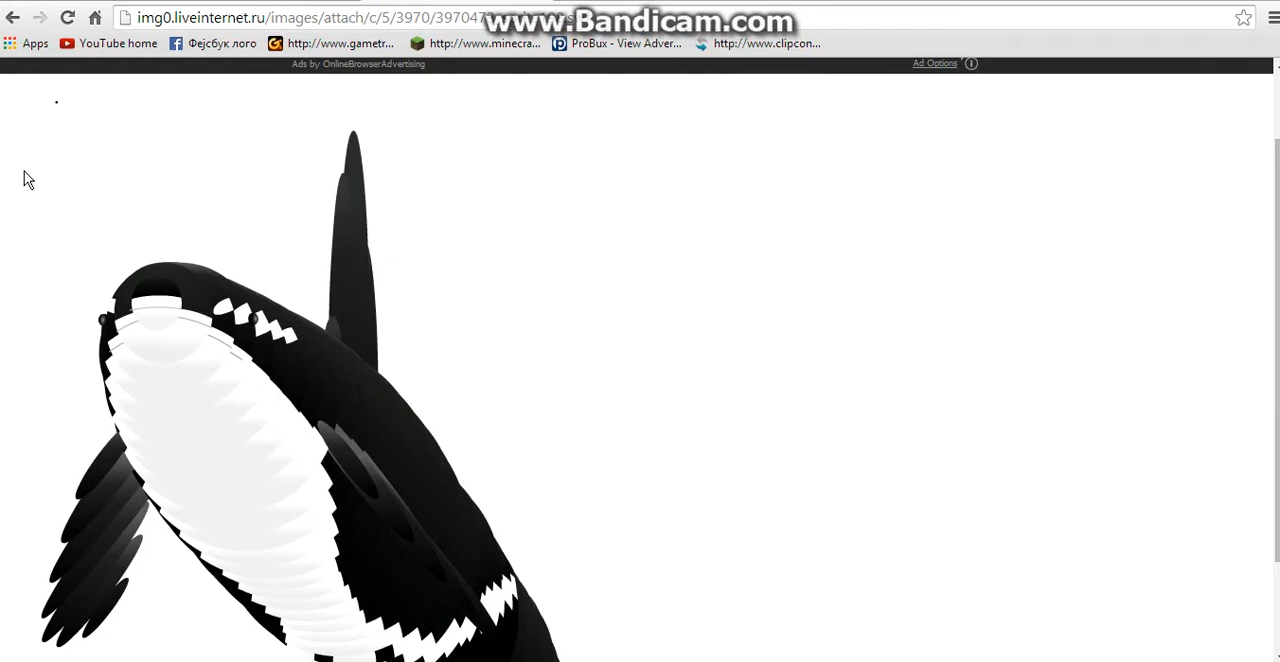 www.Bandicam.com
img0.liveinternet.ru/images/attach/c/5/3970/39704
Apps YouTube home Фејсбук лого http://www.gametr... http://www.minecra... ProBux - View Adver... http://www.clipcon...
Ads by OnlineBrowserAdvertising Ad Options